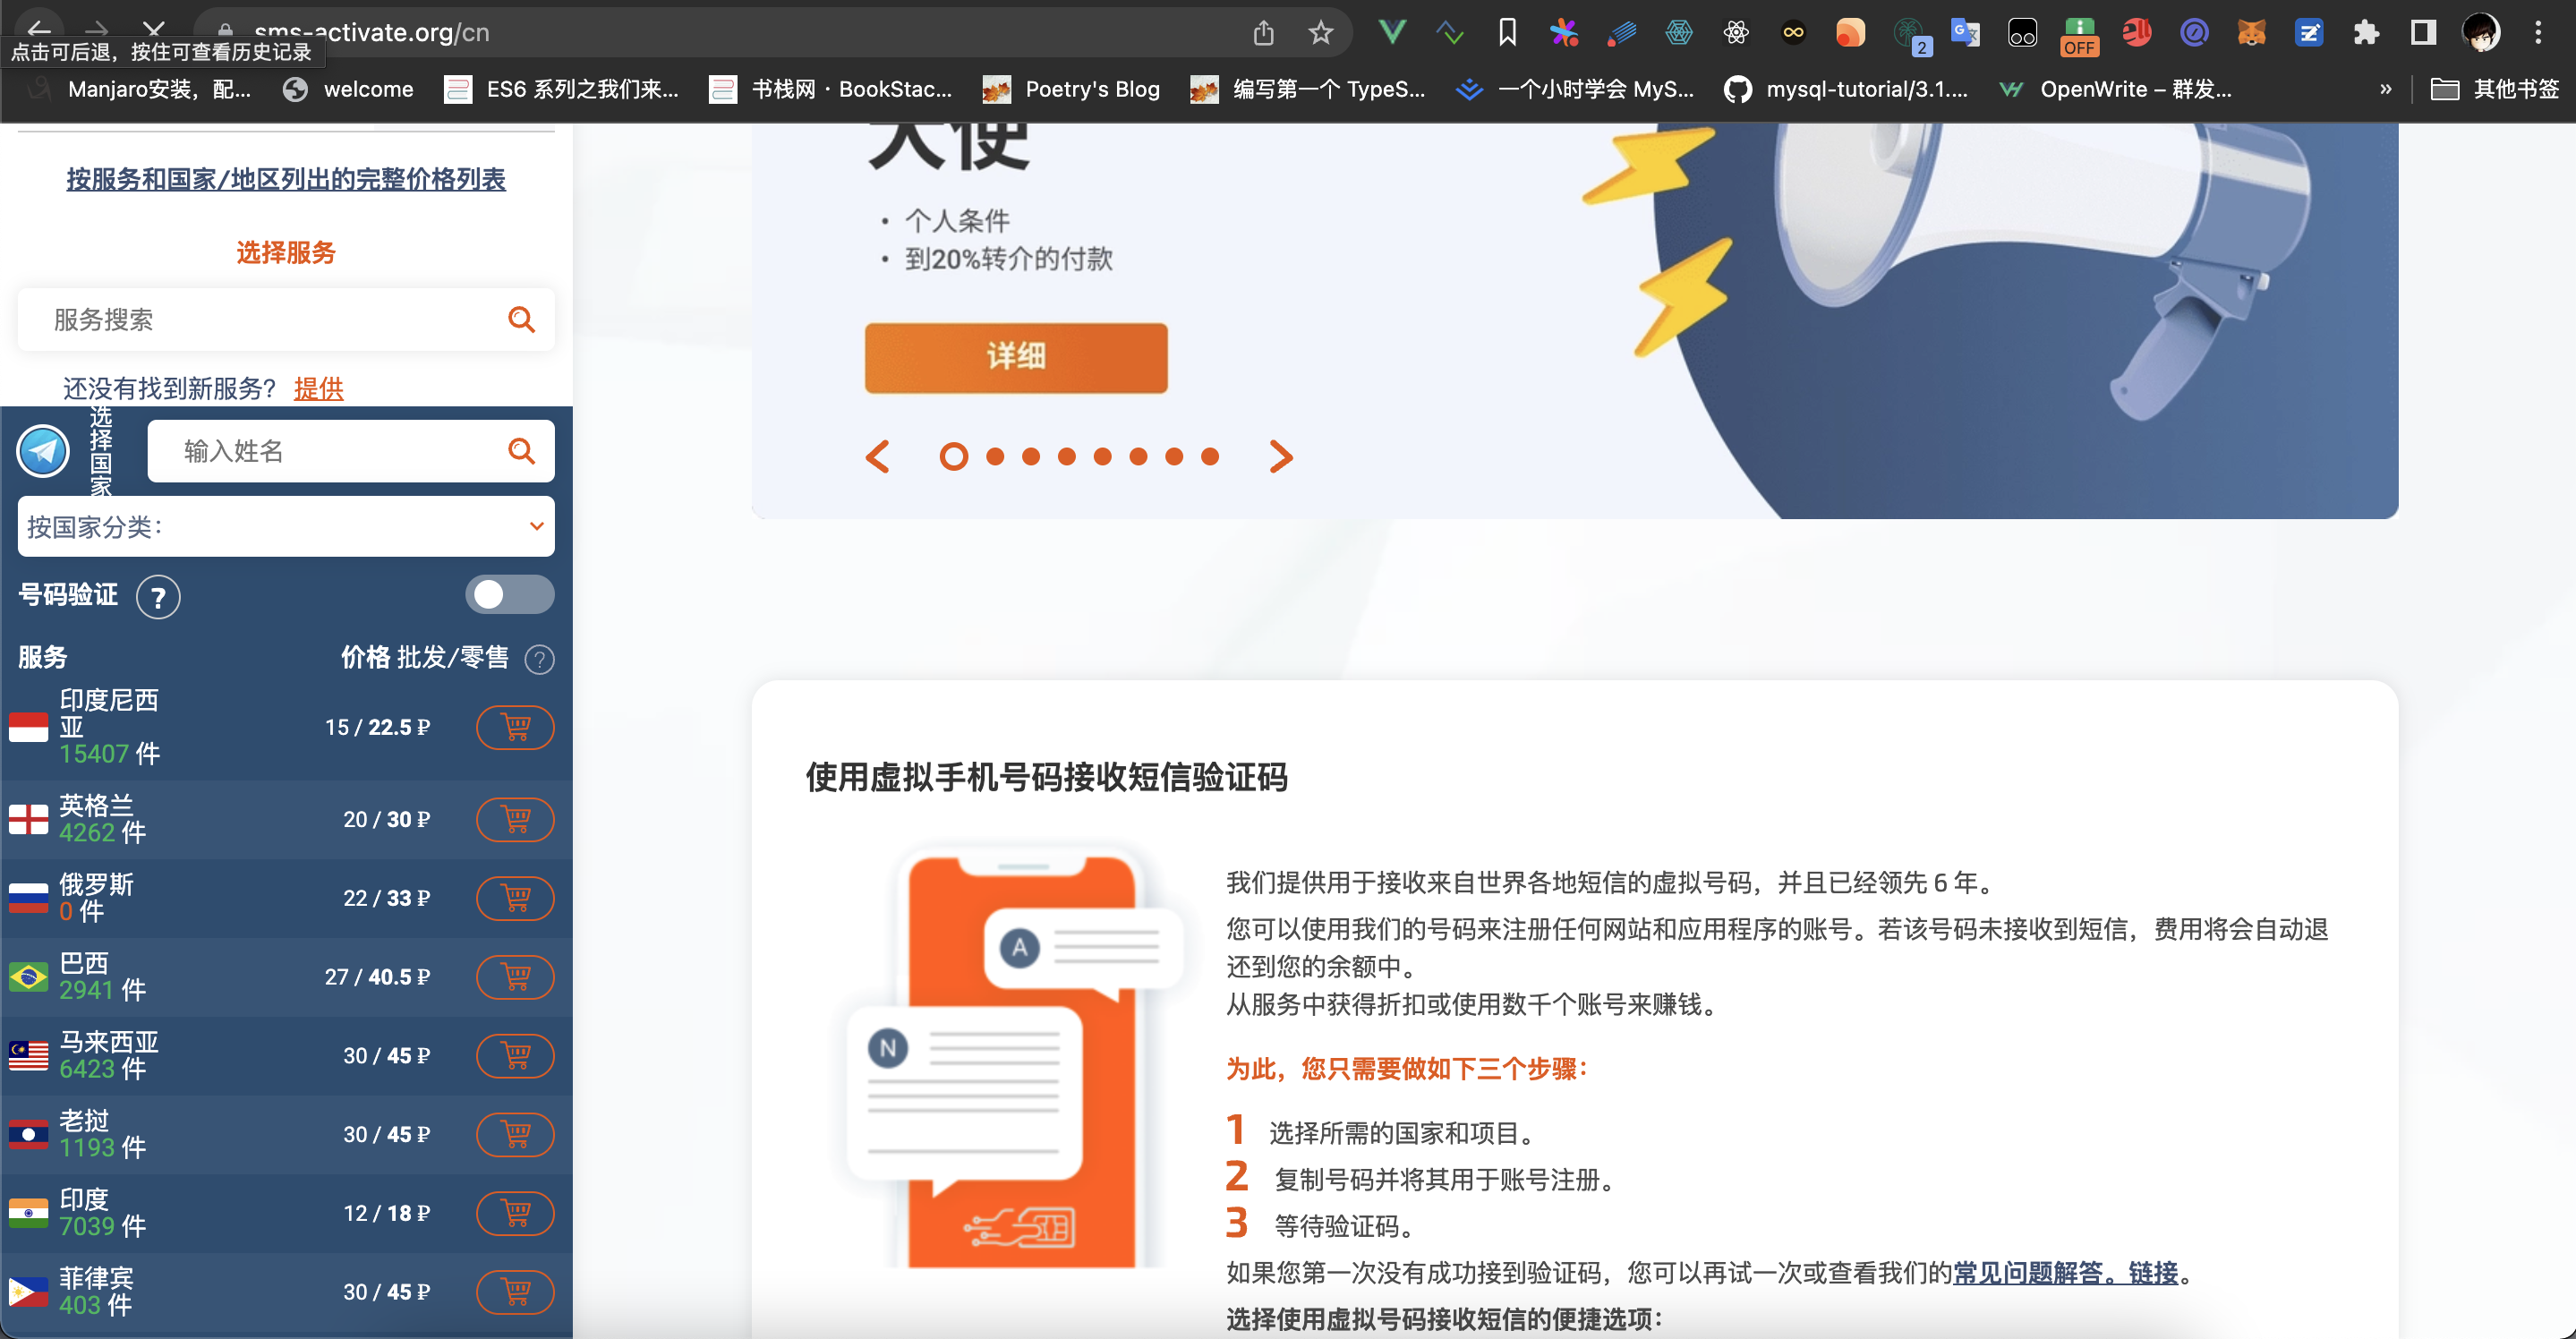 sms-activate.org/cn
点击可后退，按住可查看历史记录
2
OFF
Manjaro安装，配...
welcome
ES6 系列之我们来...
书栈网 · BookStac...
Poetry's Blog
编写第一个 TypeS...
一个小时学会 MyS...
mysql-tutorial/3.1....
OpenWrite – 群发...
»
其他书签
按服务和国家/地区列出的完整价格列表
选择服务
服务搜索
还没有找到新服务？ 提供
选择国家
输入姓名
按国家分类：
号码验证 ?
服务 价格 批发/零售 ?
印度尼西
亚
15407 件
15 / 22.5 ₽
英格兰
4262 件
20 / 30 ₽
俄罗斯
0 件
22 / 33 ₽
巴西
2941 件
27 / 40.5 ₽
马来西亚
6423 件
30 / 45 ₽
老挝
1193 件
30 / 45 ₽
印度
7039 件
12 / 18 ₽
菲律宾
403 件
30 / 45 ₽
天使
• 个人条件
• 到20%转介的付款
详细
使用虚拟手机号码接收短信验证码
A
N
我们提供用于接收来自世界各地短信的虚拟号码，并且已经领先 6 年。
您可以使用我们的号码来注册任何网站和应用程序的账号。若该号码未接收到短信，费用将会自动退
还到您的余额中。
从服务中获得折扣或使用数千个账号来赚钱。
为此，您只需要做如下三个步骤：
1 选择所需的国家和项目。
2 复制号码并将其用于账号注册。
3 等待验证码。
如果您第一次没有成功接到验证码，您可以再试一次或查看我们的常见问题解答。链接。
选择使用虚拟号码接收短信的便捷选项：